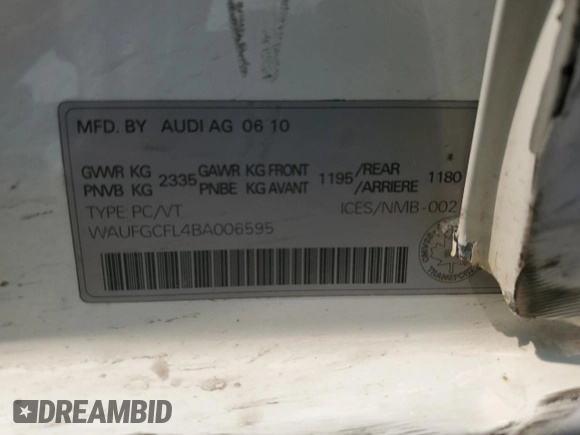 MFD. BY AUDI AG 06 10
GVWR KG 2335 GAWR KG FRONT 1195 /REAR 1180
PNVB KG PNBE KG AVANT /ARRIERE
TYPE PC/VT ICES/NMB-002
WAUFGCFL4BA006595
DREAMBID